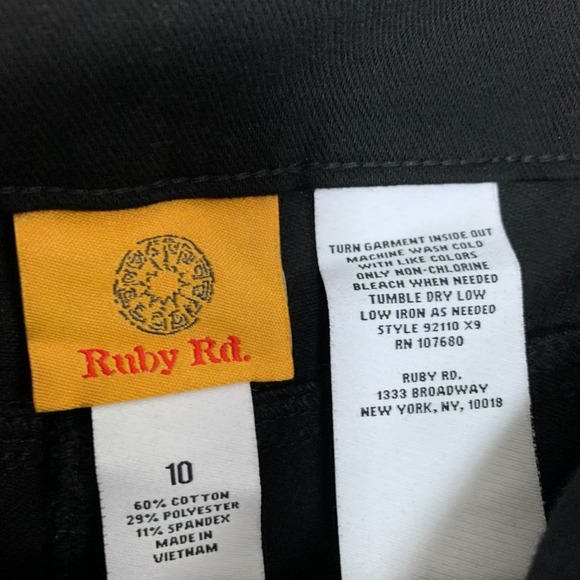 Ruby Rd.
10
60% COTTON
29% POLYESTER
11% SPANDEX
MADE IN
VIETNAM
TURN GARMENT INSIDE OUT
MACHINE WASH COLD
WITH LIKE COLORS
ONLY NON-CHLORINE
BLEACH WHEN NEEDED
TUMBLE DRY LOW
LOW IRON AS NEEDED
STYLE 92110 X9
RN 107680
RUBY RD.
1333 BROADWAY
NEW YORK, NY, 10018